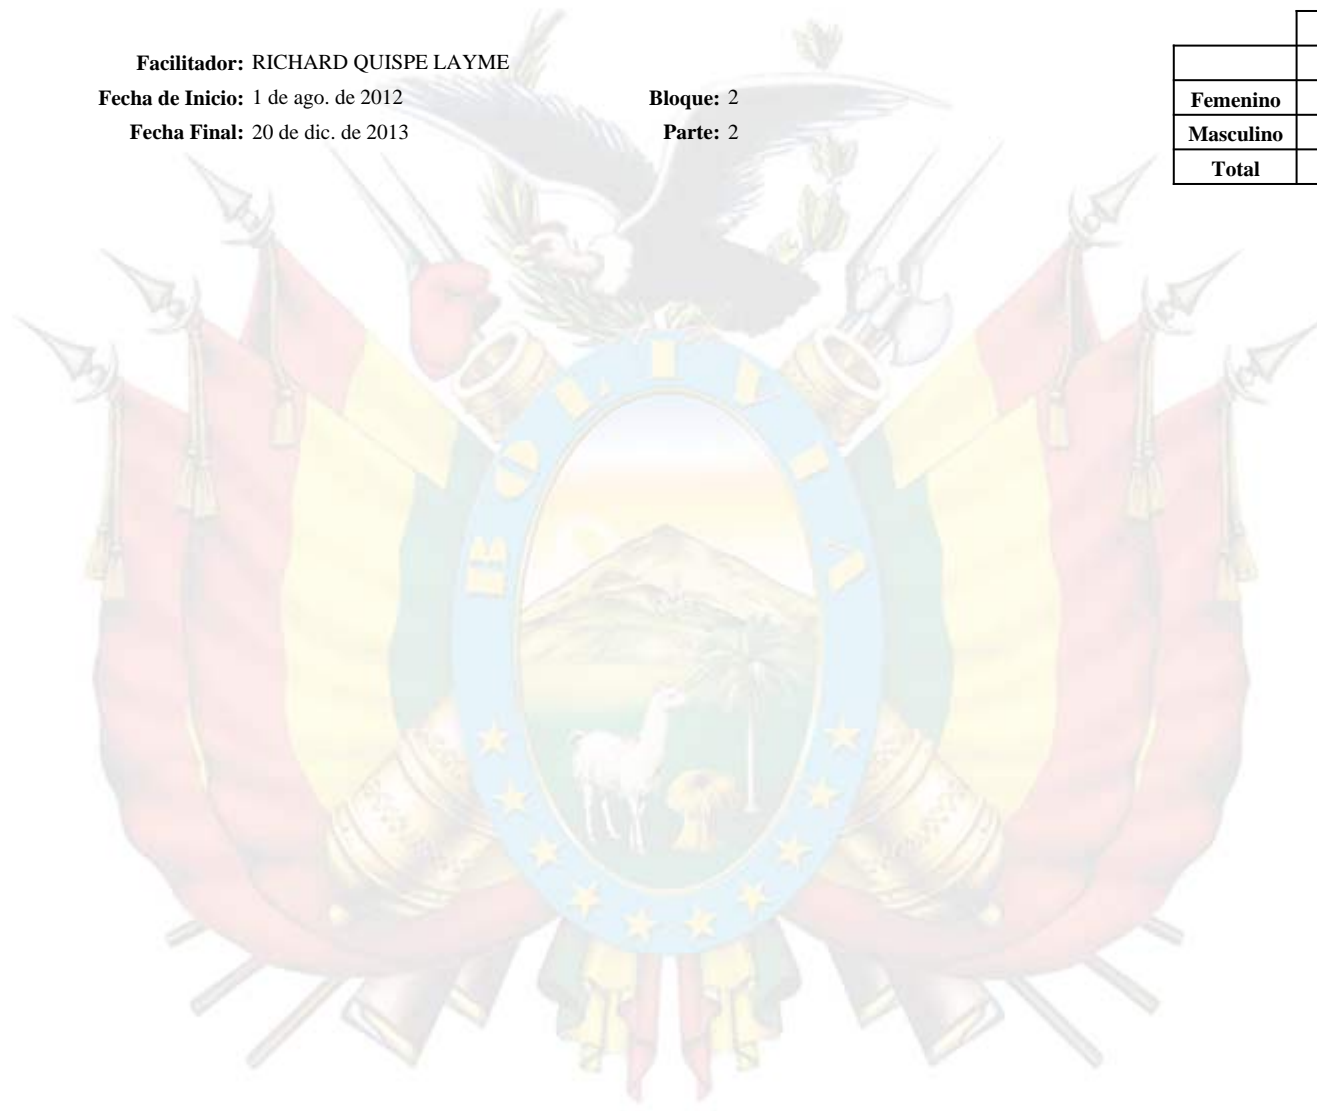 Facilitador: RICHARD QUISPE LAYME
Fecha de Inicio: 1 de ago. de 2012 Bloque: 2
Fecha Final: 20 de dic. de 2013 Parte: 2
Femenino
Masculino
Total
BOLIVIA